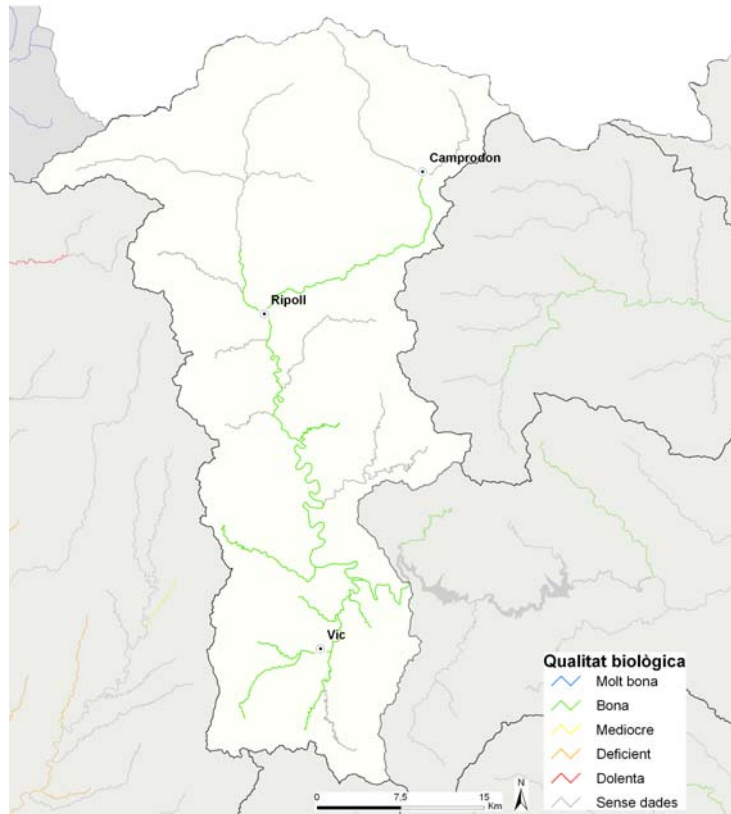 Camprodon
Ripoll
Vic
Qualitat biològica
Molt bona
Bona
Mediocre
Deficient
Dolenta
Sense dades
0 7,5 15
Km
N